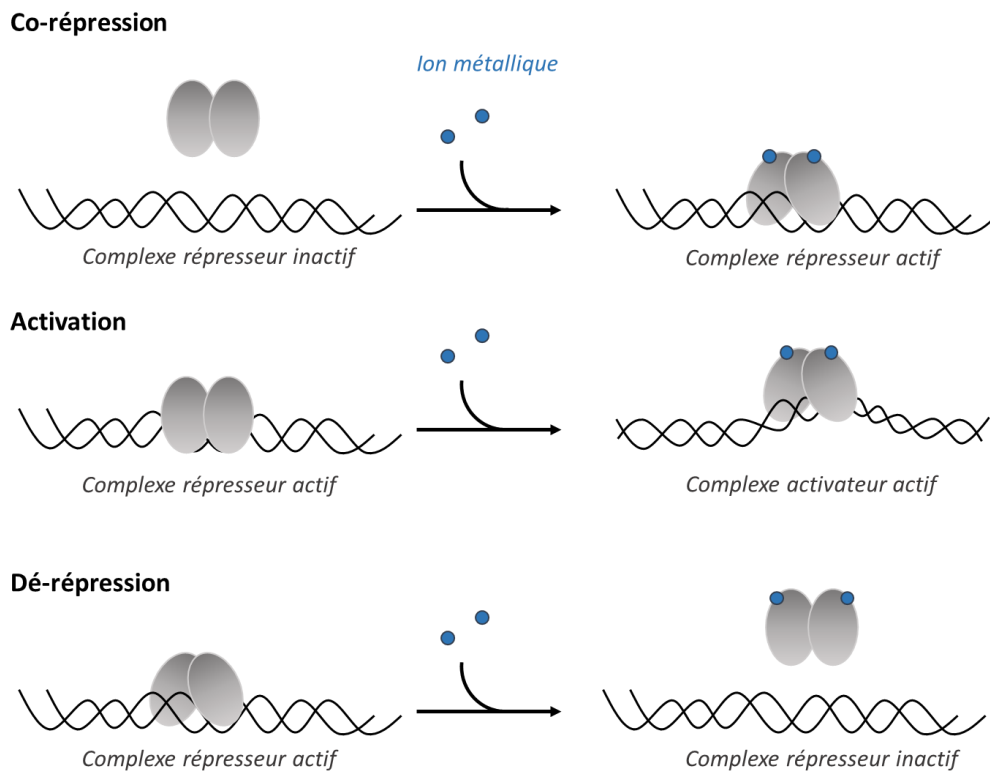 Co-répression
Ion métallique
Complexe répresseur inactif
Complexe répresseur actif
Activation
Complexe répresseur actif
Complexe activateur actif
Dé-répression
Complexe répresseur actif
Complexe répresseur inactif